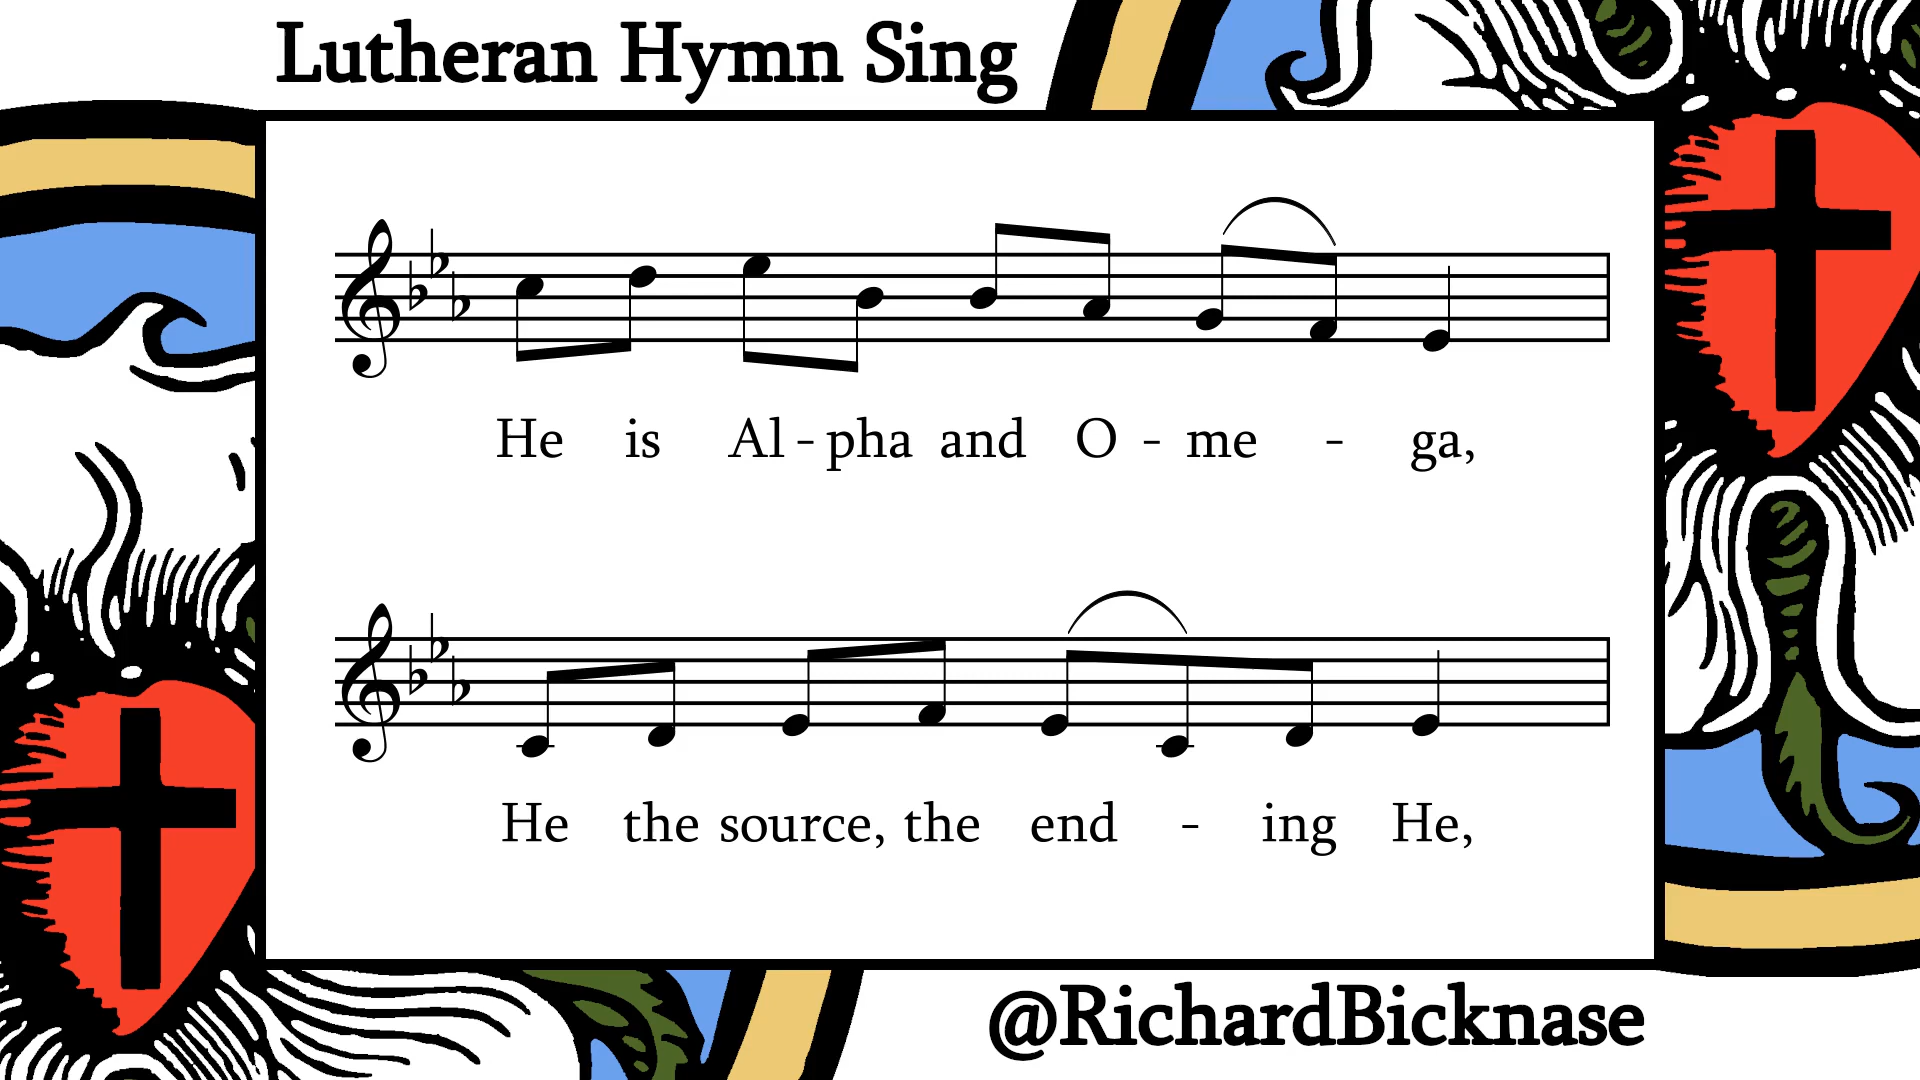 Lutheran Hymn Sing
He is Al - pha and O - me - ga,
He the source, the end - ing He,
@RichardBicknase